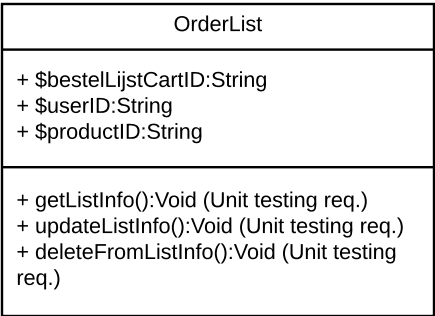 OrderList
+ $bestelLijstCartID:String
+ $userID:String
+ $productID:String
+ getListInfo():Void (Unit testing req.)
+ updateListInfo():Void (Unit testing req.)
+ deleteFromListInfo():Void (Unit testing
req.)